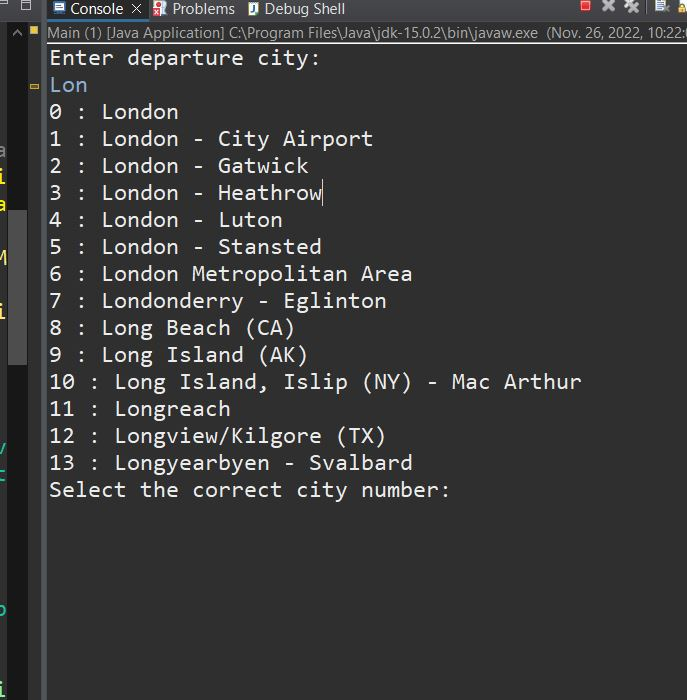 Console Problems Debug Shell
Main (1) [Java Application] C:\Program Files\Java\jdk-15.0.2\bin\javaw.exe (Nov. 26, 2022, 10:22:
Enter departure city:
Lon
0 : London
1 : London - City Airport
2 : London - Gatwick
3 : London - Heathrow
4 : London - Luton
5 : London - Stansted
6 : London Metropolitan Area
7 : Londonderry - Eglinton
8 : Long Beach (CA)
9 : Long Island (AK)
10 : Long Island, Islip (NY) - Mac Arthur
11 : Longreach
12 : Longview/Kilgore (TX)
13 : Longyearbyen - Svalbard
Select the correct city number: